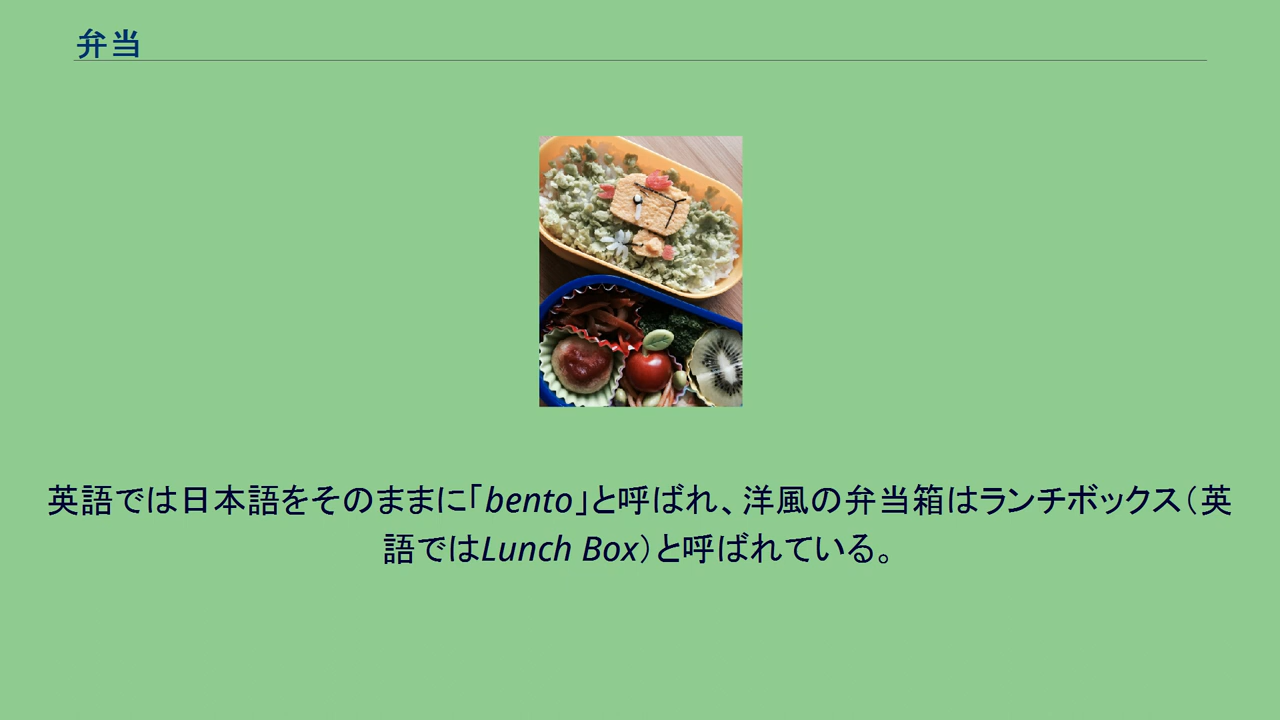 弁当
英語では日本語をそのままに「bento」と呼ばれ、洋風の弁当箱はランチボックス（英
語ではLunch Box）と呼ばれている。